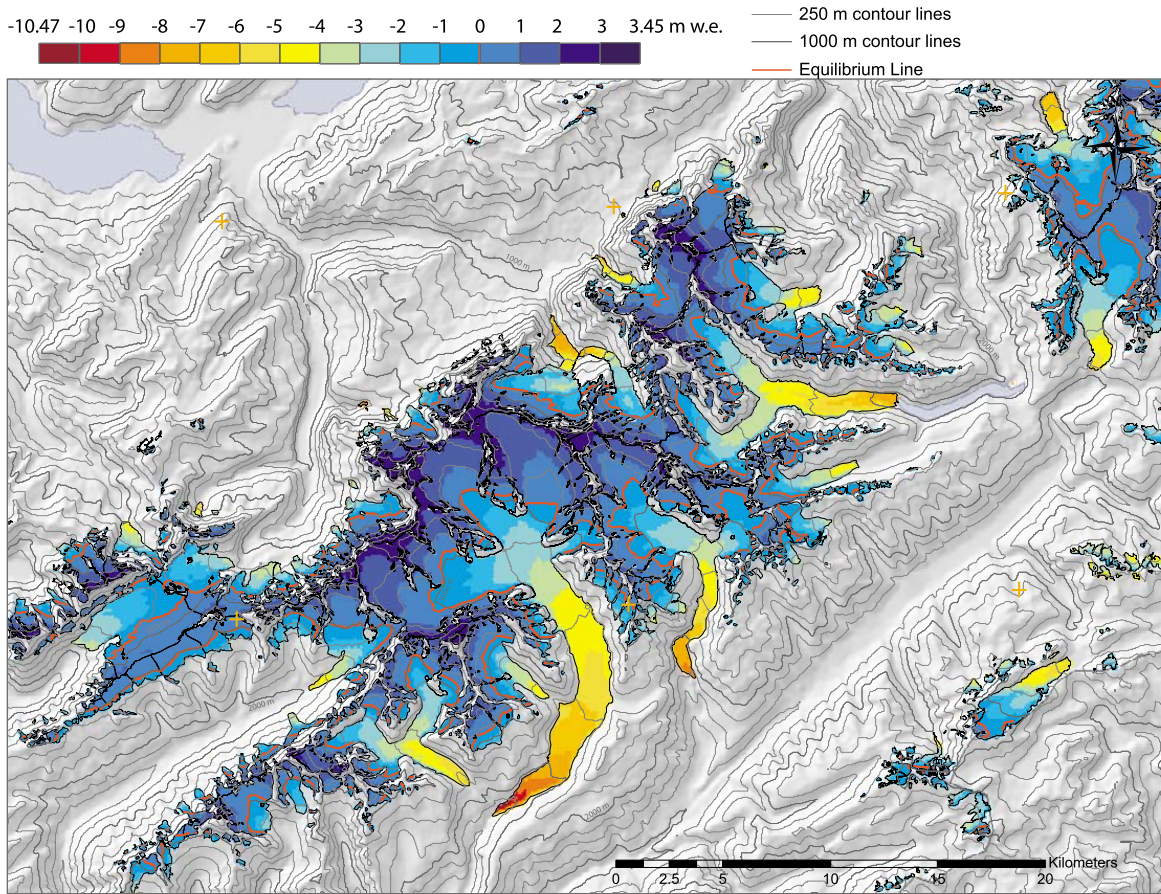 -10.47 -10 -9 -8 -7 -6 -5 -4 -3 -2 -1 0 1 2 3 3.45 m w.e.
250 m contour lines
1000 m contour lines
Equilibrium Line
1000 m
2000 m
2000 m
2000 m
Kilometers
0 2.5 5 10 15 20